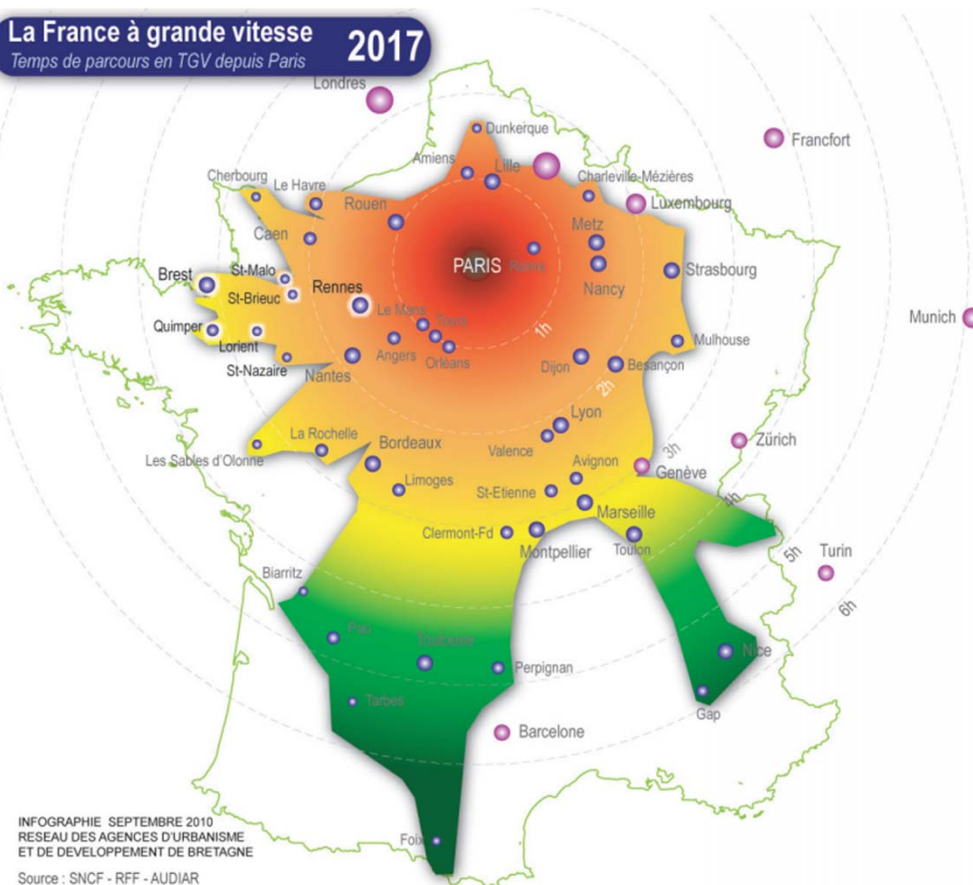 La France à grande vitesse
2017
Temps de parcours en TGV depuis Paris
Londres
Dunkerque
Francfort
Amiens
Lille
Charleville-Mézières
Cherbourg
Le Havre
Luxembourg
Rouen
Metz
Caen
PARIS
Reims
Strasbourg
Brest
St-Malo
St-Brieuc
Rennes
Nancy
Le Mans
Tours
Munich
Quimper
Lorient
1h
Mulhouse
St-Nazaire
Nantes
Angers
Orléans
Dijon
Besançon
2h
Lyon
La Rochelle
Bordeaux
Valence
Zürich
3h
Les Sables d'Olonne
Avignon
Genève
Limoges
St-Etienne
4h
Marseille
Clermont-Fd
Montpellier
Toulon
5h
Turin
Biarritz
6h
Pau
Toulouse
Perpignan
Nice
Tarbes
Gap
Barcelone
INFOGRAPHIE SEPTEMBRE 2010
RESEAU DES AGENCES D'URBANISME
ET DE DEVELOPPEMENT DE BRETAGNE
Foix
Source : SNCF - RFF - AUDIAR